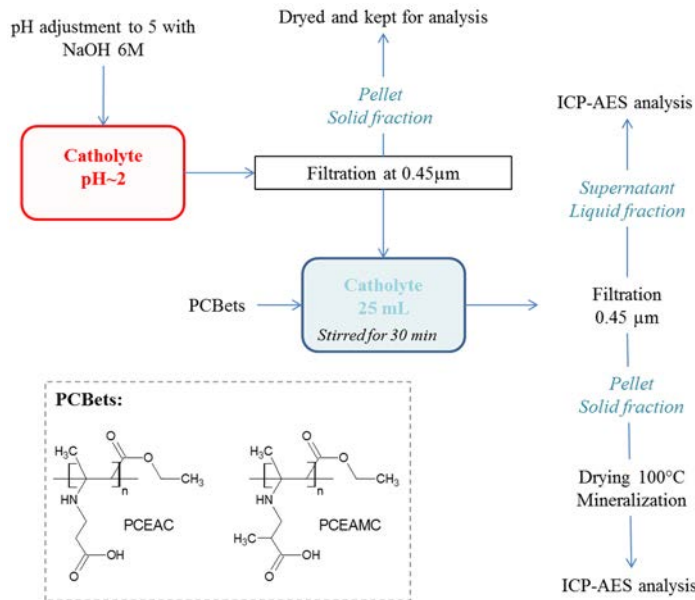 pH adjustment to 5 with
NaOH 6M
Dryed and kept for analysis
Pellet
Solid fraction
ICP-AES analysis
Catholyte
pH~2
Filtration at 0.45µm
Supernatant
Liquid fraction
PCBets
Catholyte
25 mL
Stirred for 30 min
Filtration
0.45 µm
Pellet
Solid fraction
Drying 100°C
Mineralization
ICP-AES analysis
PCBets:
H₃C
O
O
CH₃
n
HN
PCEAC
OH
O
H₃C
O
O
CH₃
n
HN
PCEAMC
H₃C
OH
O